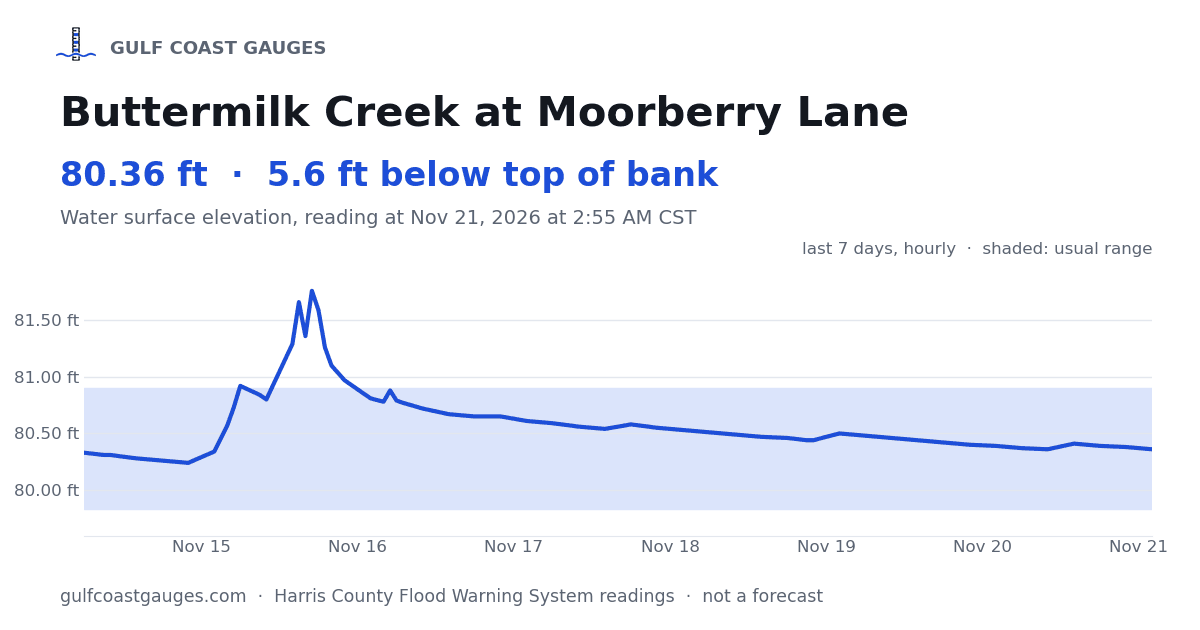 GULF COAST GAUGES
Buttermilk Creek at Moorberry Lane
80.36 ft · 5.6 ft below top of bank
Water surface elevation, reading at Nov 21, 2026 at 2:55 AM CST
last 7 days, hourly · shaded: usual range
81.50 ft
81.00 ft
80.50 ft
80.00 ft
Nov 15 Nov 16 Nov 17 Nov 18 Nov 19 Nov 20 Nov 21
gulfcoastgauges.com · Harris County Flood Warning System readings · not a forecast